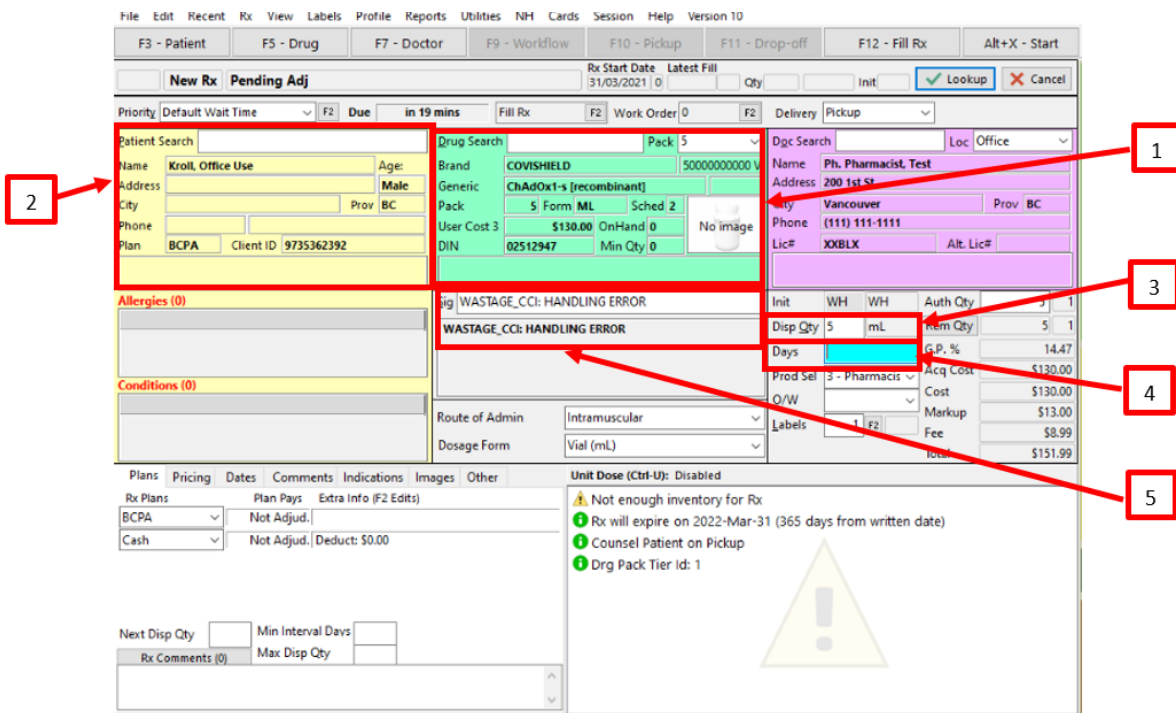 File Edit Recent Rx View Labels Profile Reports Utilities NH Cards Session Help Version 10
F3 - Patient F5 - Drug F7 - Doctor F9 - Workflow F10 - Pickup F11 - Drop-off F12 - Fill Rx Alt+X - Start
Rx Start Date Latest Fill
New Rx Pending Adj 31/03/2021 0 Qty Init Lookup Cancel
Priority Default Wait Time F2 Due in 19 mins Fill Rx F2 Work Order 0 F2 Delivery Pickup
Patient Search Drug Search Pack 5 Doc Search Loc Office
1
Name Kroll, Office Use Age: Brand COVISHIELD 50000000000 V Name Ph. Pharmacist, Test
Address Male Generic ChAdOx1-s [recombinant] Address 200 1st St
2
City Prov BC Pack 5 Form ML Sched 2 No image Vancouver Prov BC
Phone User Cost 3 $130.00 OnHand 0 Phone (111) 111-1111
Plan BCPA Client ID 9735362392 DIN 02512947 Min Qty 0 Lic# XXBLX Alt. Lic#
Allergies (0) Sig WASTAGE_CCI: HANDLING ERROR Init WH WH Auth Qty 5 1
3
WASTAGE_CCI: HANDLING ERROR Disp Qty 5 mL Rem Qty 5 1
Days G.P. % 14.47
Prod Sel 3 - Pharmacis Acq Cost $130.00
4
Conditions (0) O/W Cost $130.00
Route of Admin Intramuscular Labels 1 F2 Markup $13.00
Fee $8.99
Dosage Form Vial (mL) Total $151.99
Plans Pricing Dates Comments Indications Images Other Unit Dose (Ctrl-U): Disabled
5
Rx Plans Plan Pays Extra Info (F2 Edits) Not enough inventory for Rx
BCPA Not Adjud. Rx will expire on 2022-Mar-31 (365 days from written date)
Cash Not Adjud. Deduct: $0.00 Counsel Patient on Pickup
Drg Pack Tier Id: 1
Next Disp Qty Min Interval Days
Rx Comments (0) Max Disp Qty